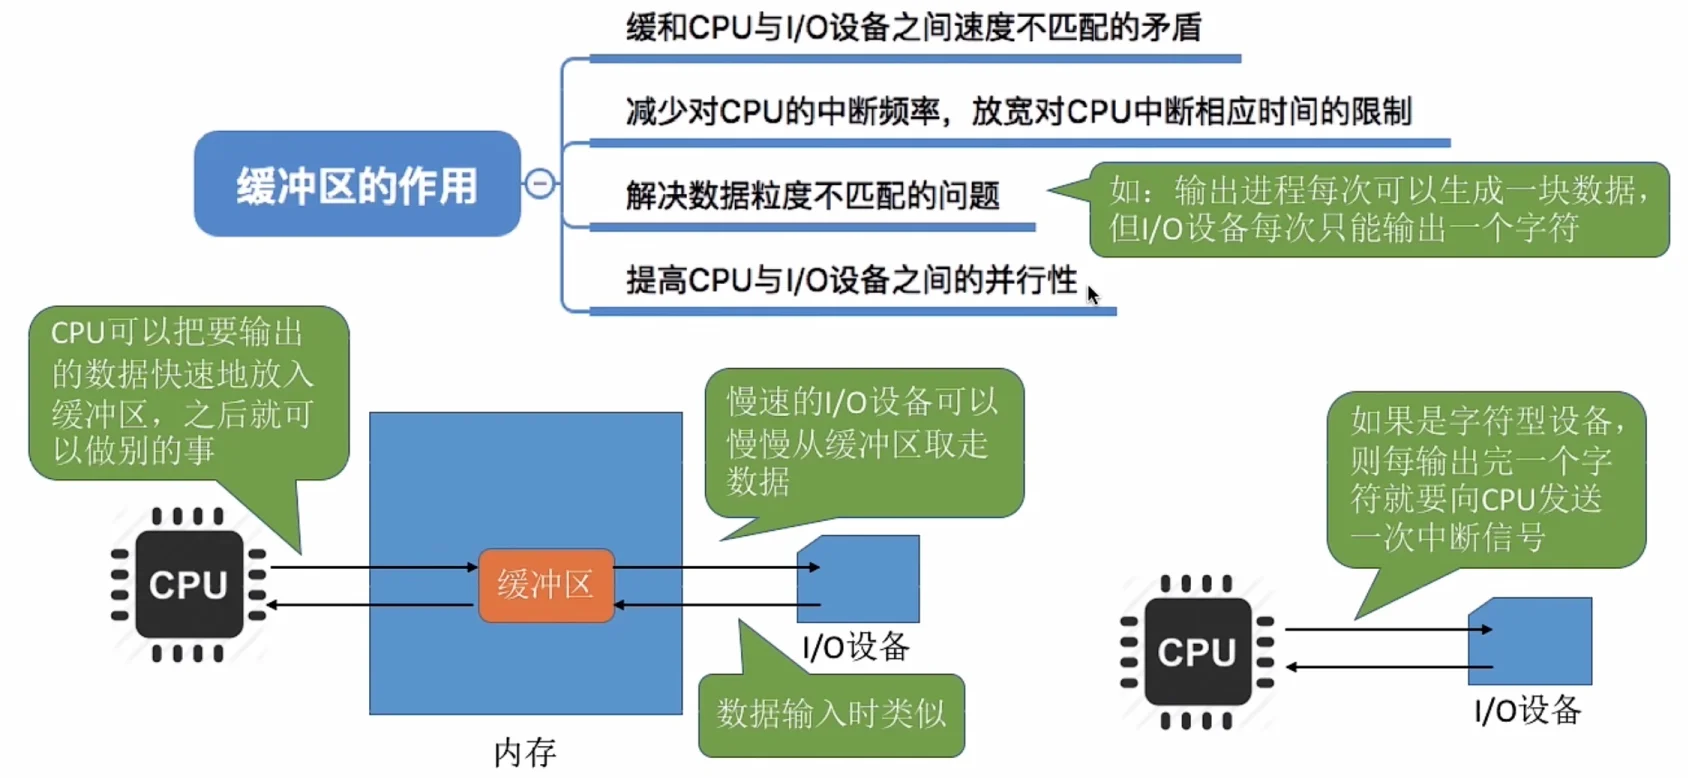 缓和CPU与I/O设备之间速度不匹配的矛盾
减少对CPU的中断频率，放宽对CPU中断相应时间的限制
缓冲区的作用
解决数据粒度不匹配的问题
如：输出进程每次可以生成一块数据，
但I/O设备每次只能输出一个字符
提高CPU与I/O设备之间的并行性
CPU可以把要输出
的数据快速地放入
缓冲区，之后就可
以做别的事
慢速的I/O设备可以
慢慢从缓冲区取走
数据
如果是字符型设备，
则每输出完一个字
符就要向CPU发送
一次中断信号
CPU
缓冲区
I/O设备
数据输入时类似
内存
CPU
I/O设备